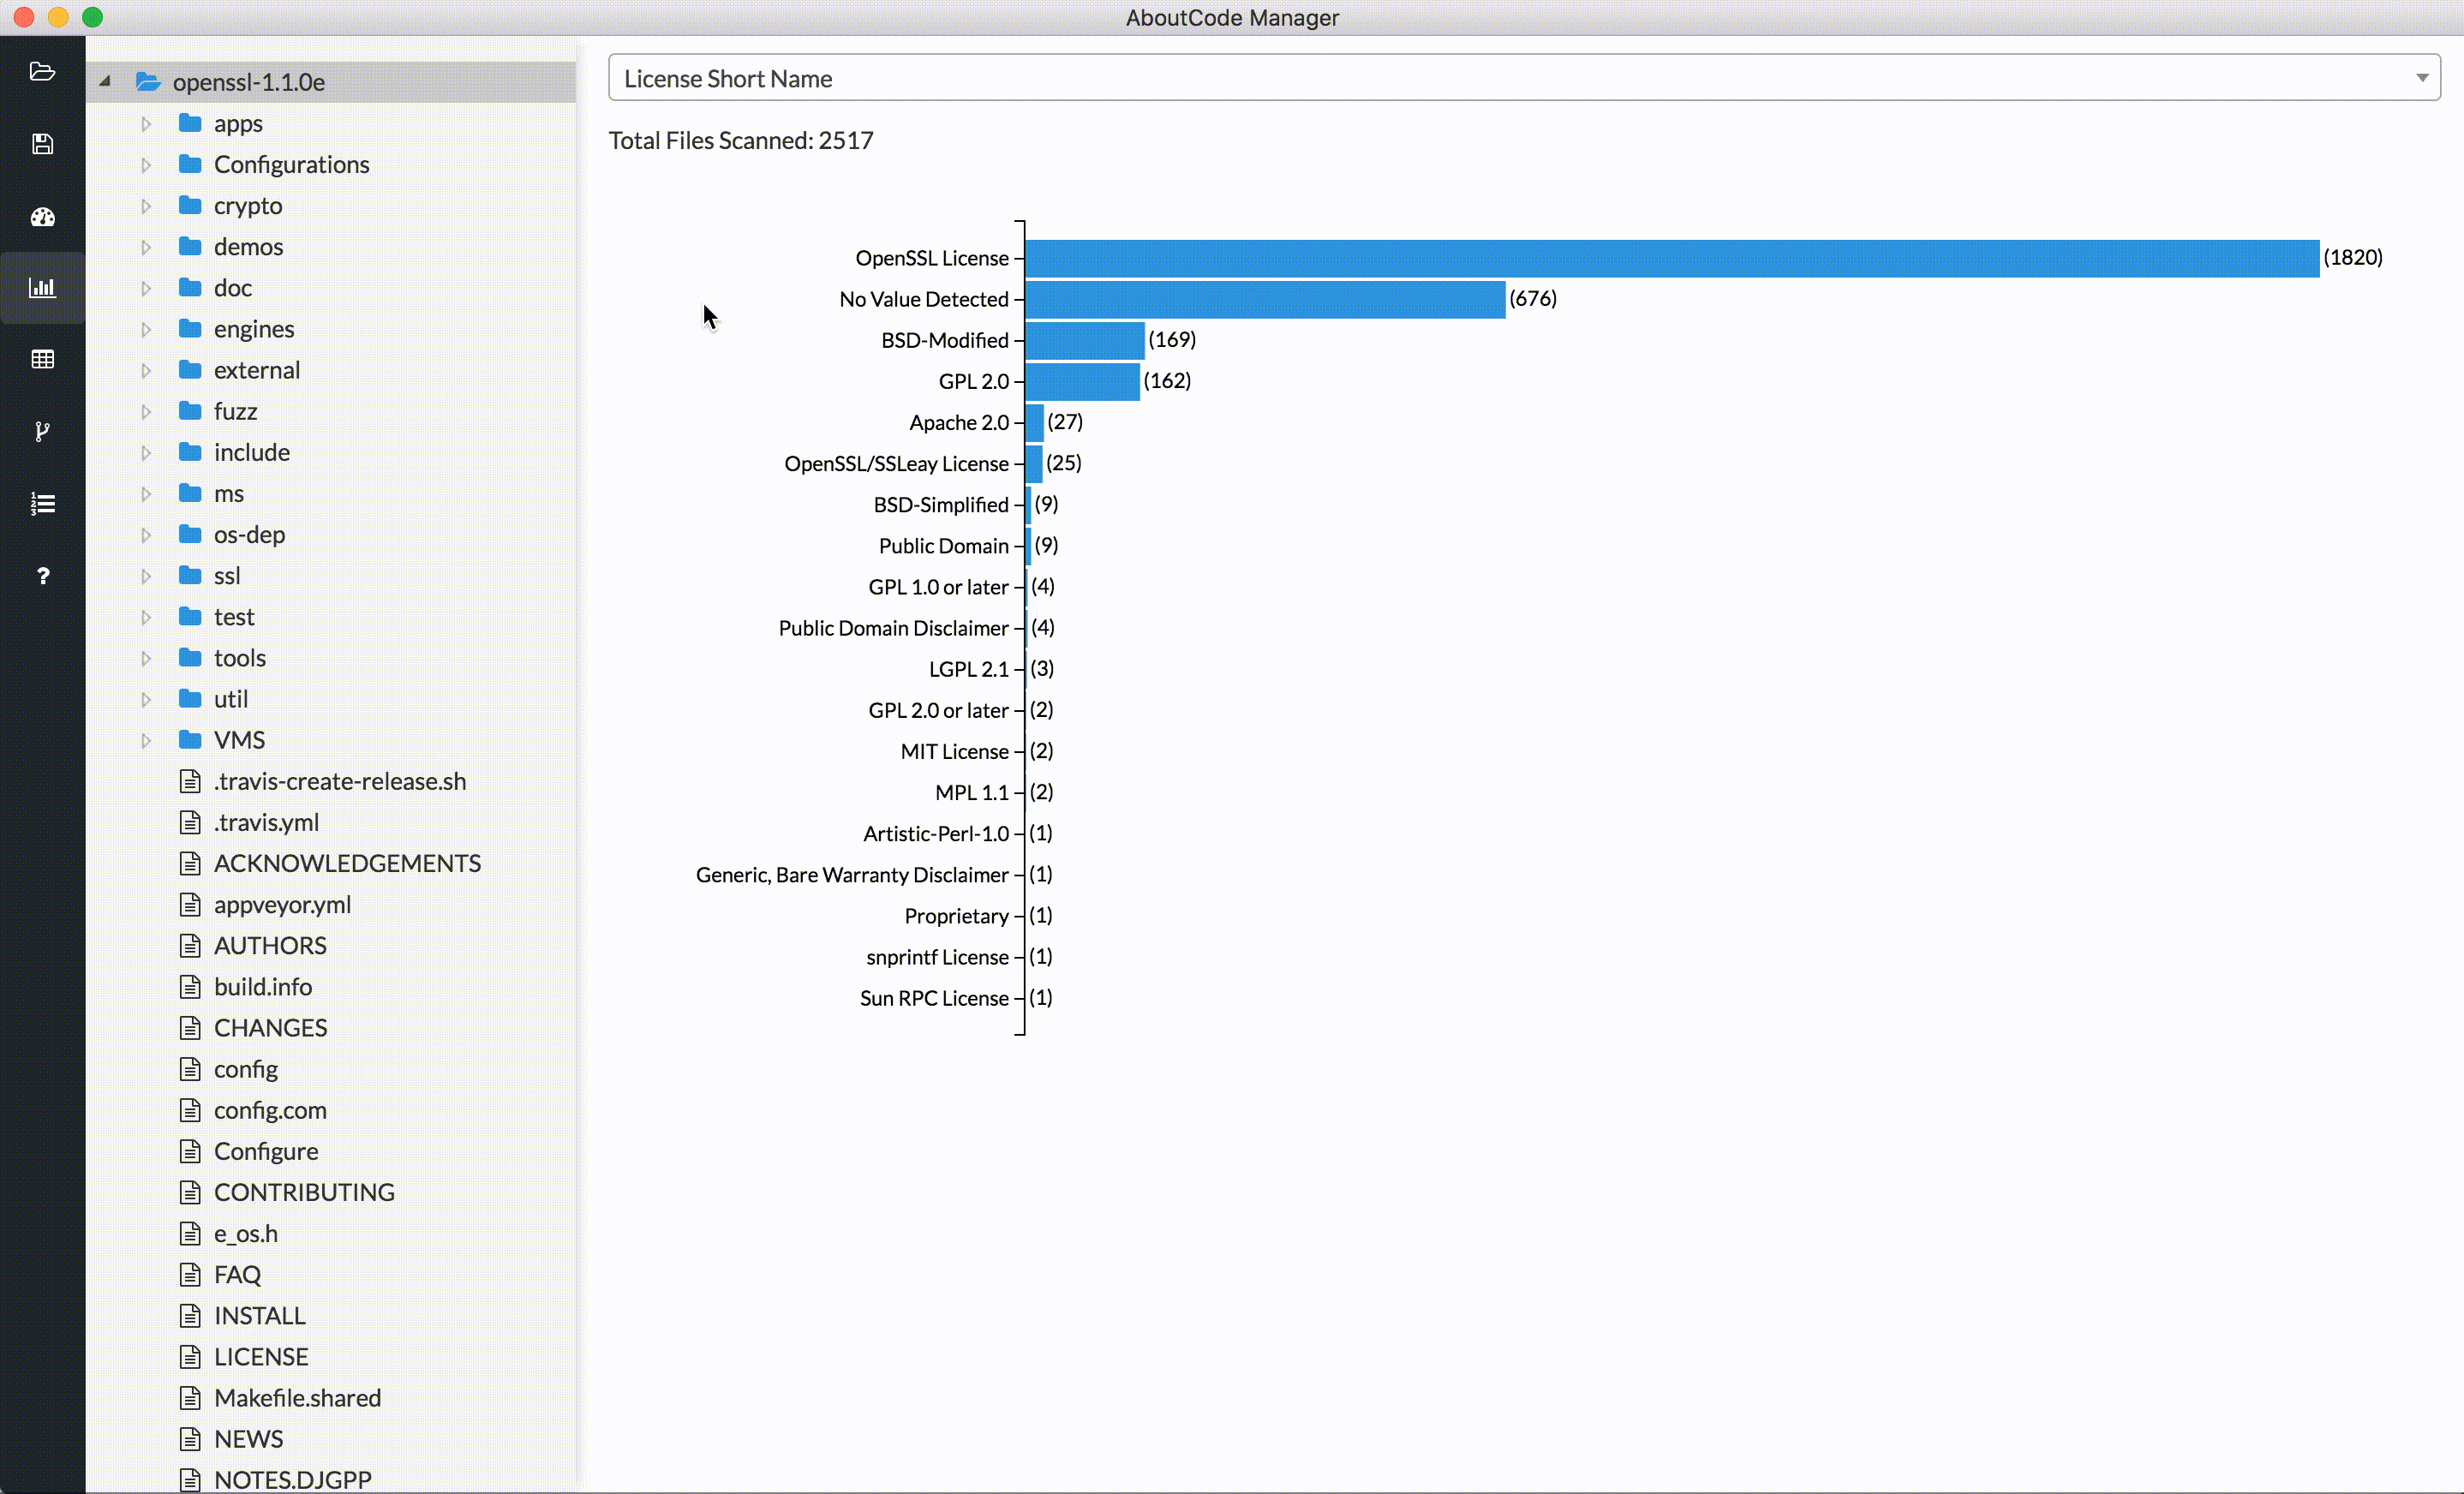 AboutCode Manager
openssl-1.1.0e
apps
Configurations
crypto
demos
doc
engines
external
fuzz
include
ms
os-dep
ssl
test
tools
util
VMS
.travis-create-release.sh
.travis.yml
ACKNOWLEDGEMENTS
appveyor.yml
AUTHORS
build.info
CHANGES
config
config.com
Configure
CONTRIBUTING
e_os.h
FAQ
INSTALL
LICENSE
Makefile.shared
NEWS
NOTES.DJGPP
License Short Name
Total Files Scanned: 2517
OpenSSL License (1820)
No Value Detected (676)
BSD-Modified (169)
GPL 2.0 (162)
Apache 2.0 (27)
OpenSSL/SSLeay License (25)
BSD-Simplified (9)
Public Domain (9)
GPL 1.0 or later (4)
Public Domain Disclaimer (4)
LGPL 2.1 (3)
GPL 2.0 or later (2)
MIT License (2)
MPL 1.1 (2)
Artistic-Perl-1.0 (1)
Generic, Bare Warranty Disclaimer (1)
Proprietary (1)
snprintf License (1)
Sun RPC License (1)